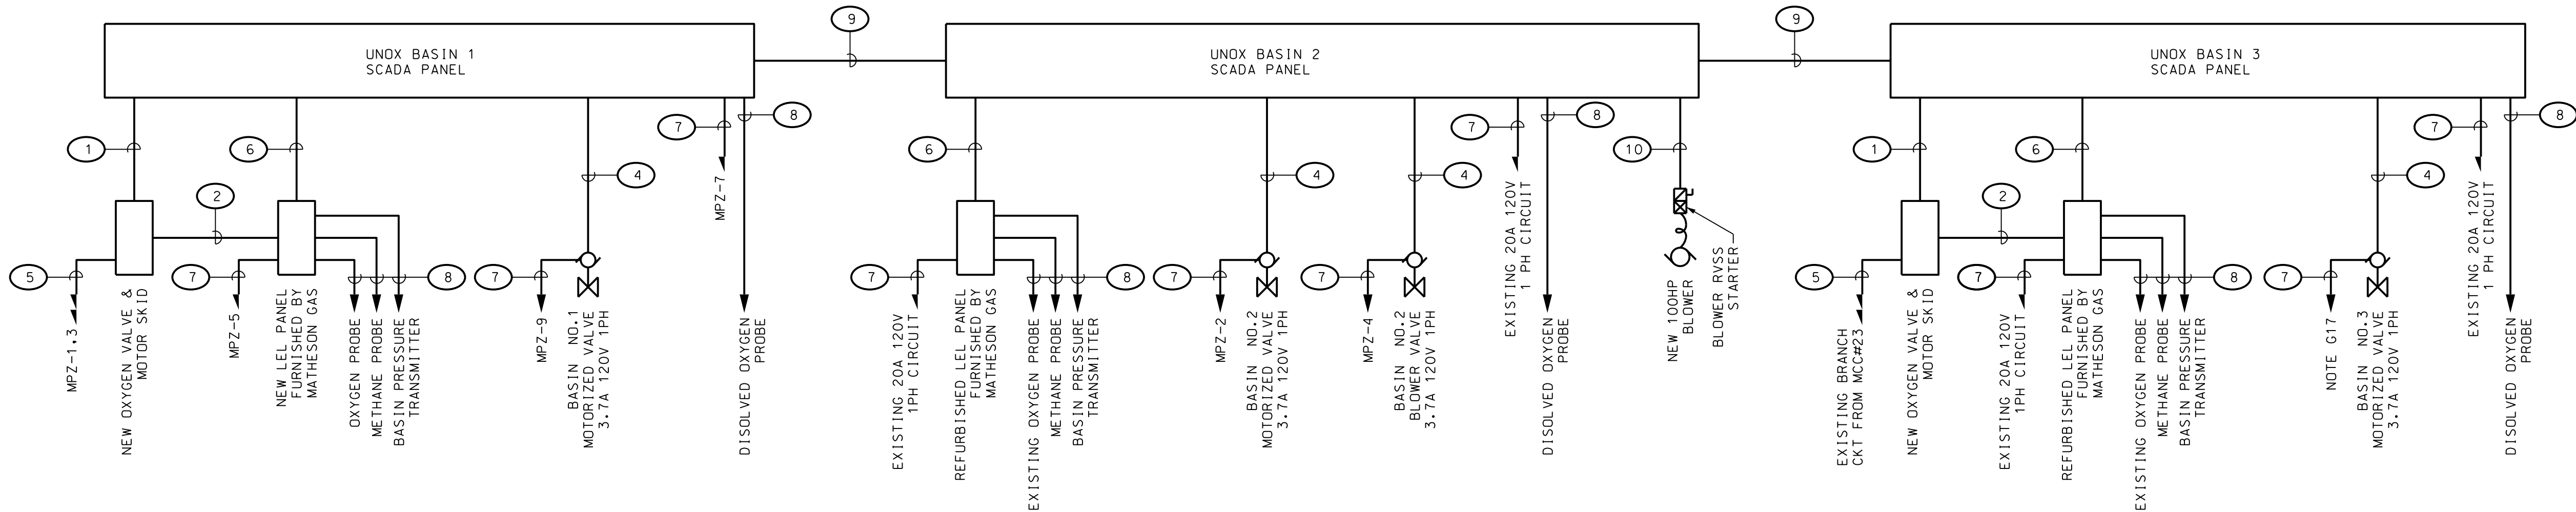 UNOX BASIN 1
SCADA PANEL
9
UNOX BASIN 2
SCADA PANEL
9
UNOX BASIN 3
SCADA PANEL
1
6
7
8
4
2
5
7
8
7
MPZ-1,3
NEW OXYGEN VALVE &
MOTOR SKID
MPZ-5
NEW LEL PANEL
FURNISHED BY
MATHESON GAS
OXYGEN PROBE
METHANE PROBE
BASIN PRESSURE
TRANSMITTER
MPZ-9
BASIN NO.1
MOTORIZED VALVE
3.7A 120V 1PH
MPZ-7
DISOLVED OXYGEN
PROBE
6
4
4
7
8
10
7
8
7
7
EXISTING 20A 120V
1PH CIRCUIT
REFURBISHED LEL PANEL
FURNISHED BY
MATHESON GAS
EXISTING OXYGEN PROBE
METHANE PROBE
BASIN PRESSURE
TRANSMITTER
MPZ-2
BASIN NO.2
MOTORIZED VALVE
3.7A 120V 1PH
MPZ-4
BASIN NO.2
BLOWER VALVE
3.7A 120V 1PH
EXISTING 20A 120V
1 PH CIRCUIT
DISOLVED OXYGEN
PROBE
NEW 100HP
BLOWER
BLOWER RVSS
STARTER
1
6
7
8
4
2
5
7
8
7
EXISTING BRANCH
CKT FROM MCC#23
NEW OXYGEN VALVE &
MOTOR SKID
EXISTING 20A 120V
1PH CIRCUIT
REFURBISHED LEL PANEL
FURNISHED BY
MATHESON GAS
EXISTING OXYGEN PROBE
METHANE PROBE
BASIN PRESSURE
TRANSMITTER
NOTE G17
BASIN NO.3
MOTORIZED VALVE
3.7A 120V 1PH
EXISTING 20A 120V
1 PH CIRCUIT
DISOLVED OXYGEN
PROBE